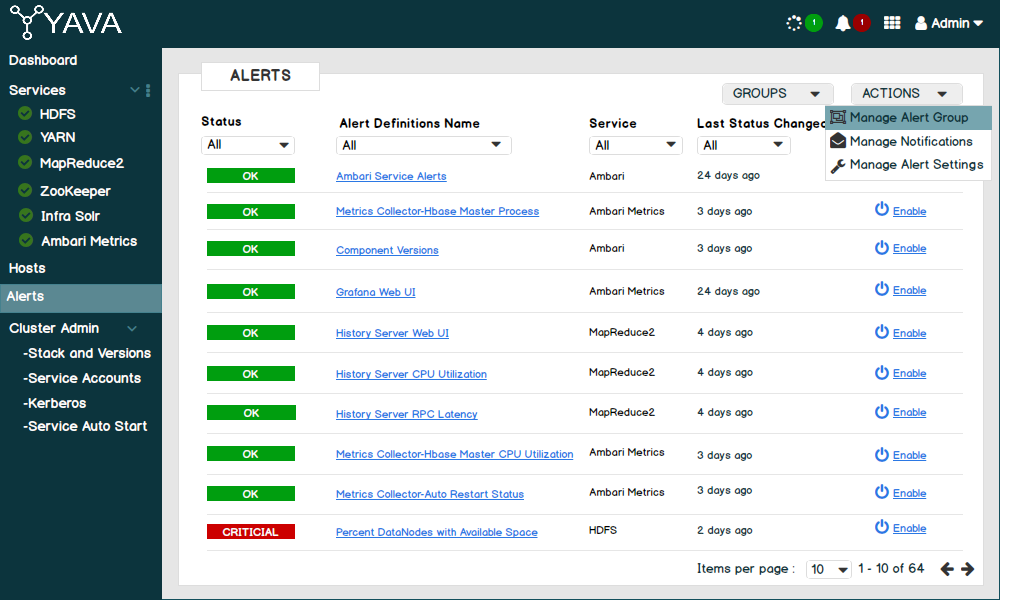 YAVA
1
1
Admin
Dashboard
Services
HDFS
YARN
MapReduce2
ZooKeeper
Infra Solr
Ambari Metrics
Hosts
Alerts
Cluster Admin
-Stack and Versions
-Service Accounts
-Kerberos
-Service Auto Start
ALERTS
GROUPS
ACTIONS
Manage Alert Group
Manage Notifications
Manage Alert Settings
Status Alert Definitions Name Service Last Status Changed
All All All All
OK Ambari Service Alerts Ambari 24 days ago
OK Metrics Collector-Hbase Master Process Ambari Metrics 3 days ago Enable
OK Component Versions Ambari 3 days ago Enable
OK Grafana Web UI Ambari Metrics 24 days ago Enable
OK History Server Web UI MapReduce2 4 days ago Enable
OK History Server CPU Utilization MapReduce2 4 days ago Enable
OK History Server RPC Latency MapReduce2 4 days ago Enable
OK Metrics Collector-Hbase Master CPU Utilization Ambari Metrics 3 days ago Enable
OK Metrics Collector-Auto Restart Status Ambari Metrics 3 days ago Enable
CRITICIAL Percent DataNodes with Available Space HDFS 2 days ago Enable
Items per page : 10 1 - 10 of 64